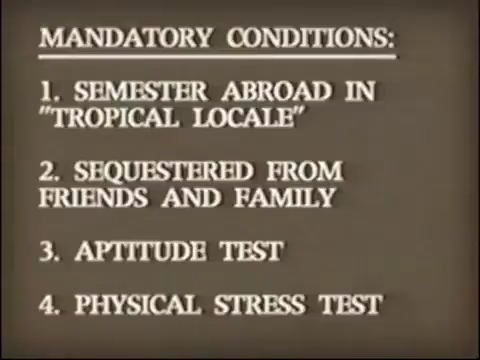 MANDATORY CONDITIONS:
1. SEMESTER ABROAD IN
"TROPICAL LOCALE"
2. SEQUESTERED FROM
FRIENDS AND FAMILY
3. APTITUDE TEST
4. PHYSICAL STRESS TEST